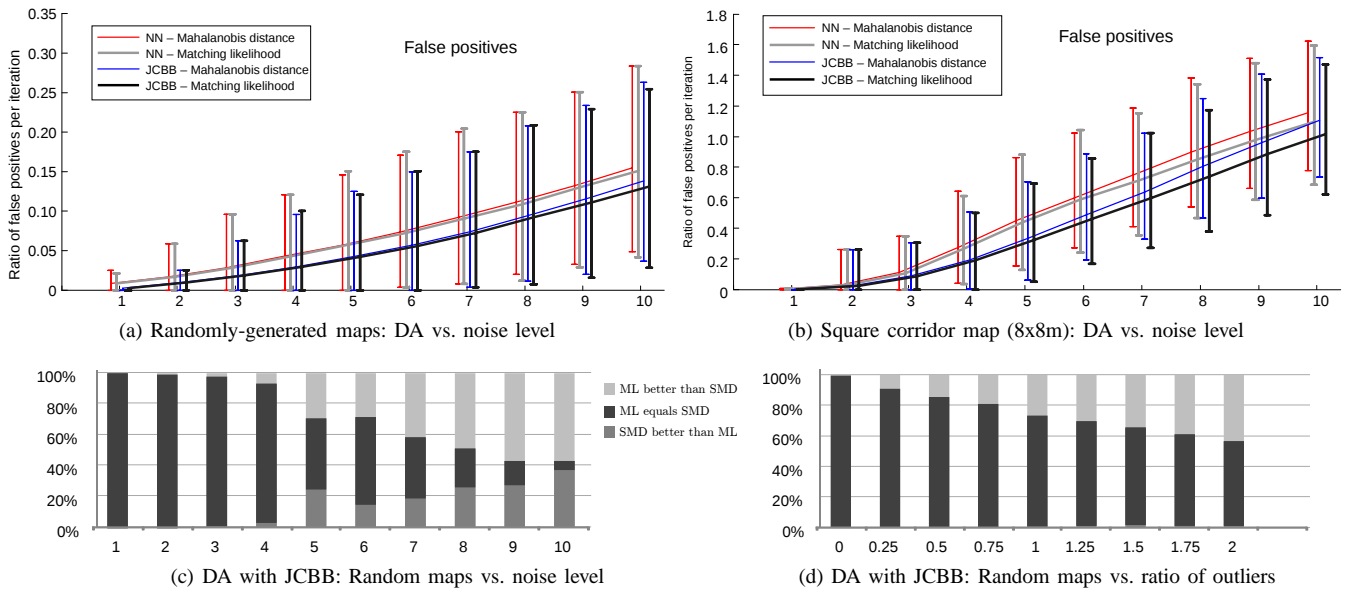 0.35
0.30
0.25
0.20
0.15
0.10
0.05
0
Ratio of false positives per iteration
NN – Mahalanobis distance
NN – Matching likelihood
JCBB – Mahalanobis distance
JCBB – Matching likelihood
False positives
1 2 3 4 5 6 7 8 9 10
(a) Randomly-generated maps: DA vs. noise level
1.8
1.6
1.4
1.2
1.0
0.8
0.6
0.4
0.2
0
Ratio of false positives per iteration
NN – Mahalanobis distance
NN – Matching likelihood
JCBB – Mahalanobis distance
JCBB – Matching likelihood
False positives
1 2 3 4 5 6 7 8 9 10
(b) Square corridor map (8x8m): DA vs. noise level
100%
80%
60%
40%
20%
0%
1 2 3 4 5 6 7 8 9 10
ML better than SMD
ML equals SMD
SMD better than ML
(c) DA with JCBB: Random maps vs. noise level
100%
80%
60%
40%
20%
0%
0 0.25 0.5 0.75 1 1.25 1.5 1.75 2
(d) DA with JCBB: Random maps vs. ratio of outliers